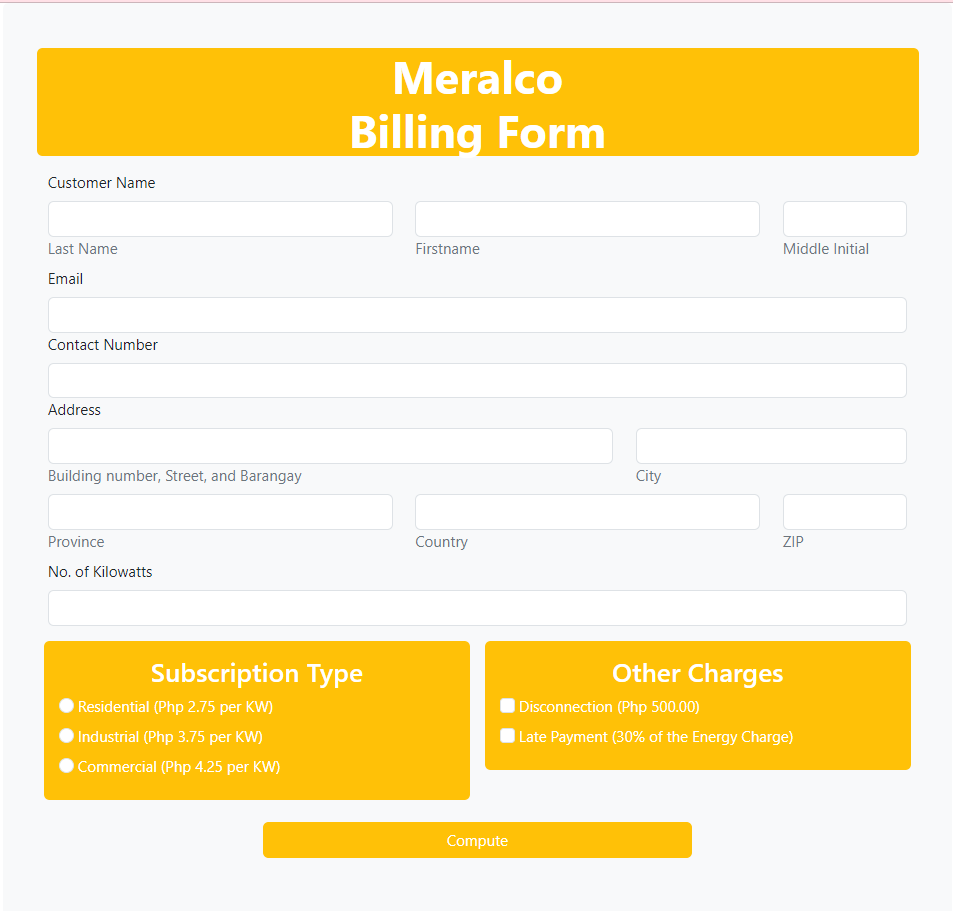 Meralco
Billing Form
Customer Name
Last Name Firstname Middle Initial
Email
Contact Number
Address
Building number, Street, and Barangay City
Province Country ZIP
No. of Kilowatts
Subscription Type
Residential (Php 2.75 per KW)
Industrial (Php 3.75 per KW)
Commercial (Php 4.25 per KW)
Other Charges
Disconnection (Php 500.00)
Late Payment (30% of the Energy Charge)
Compute